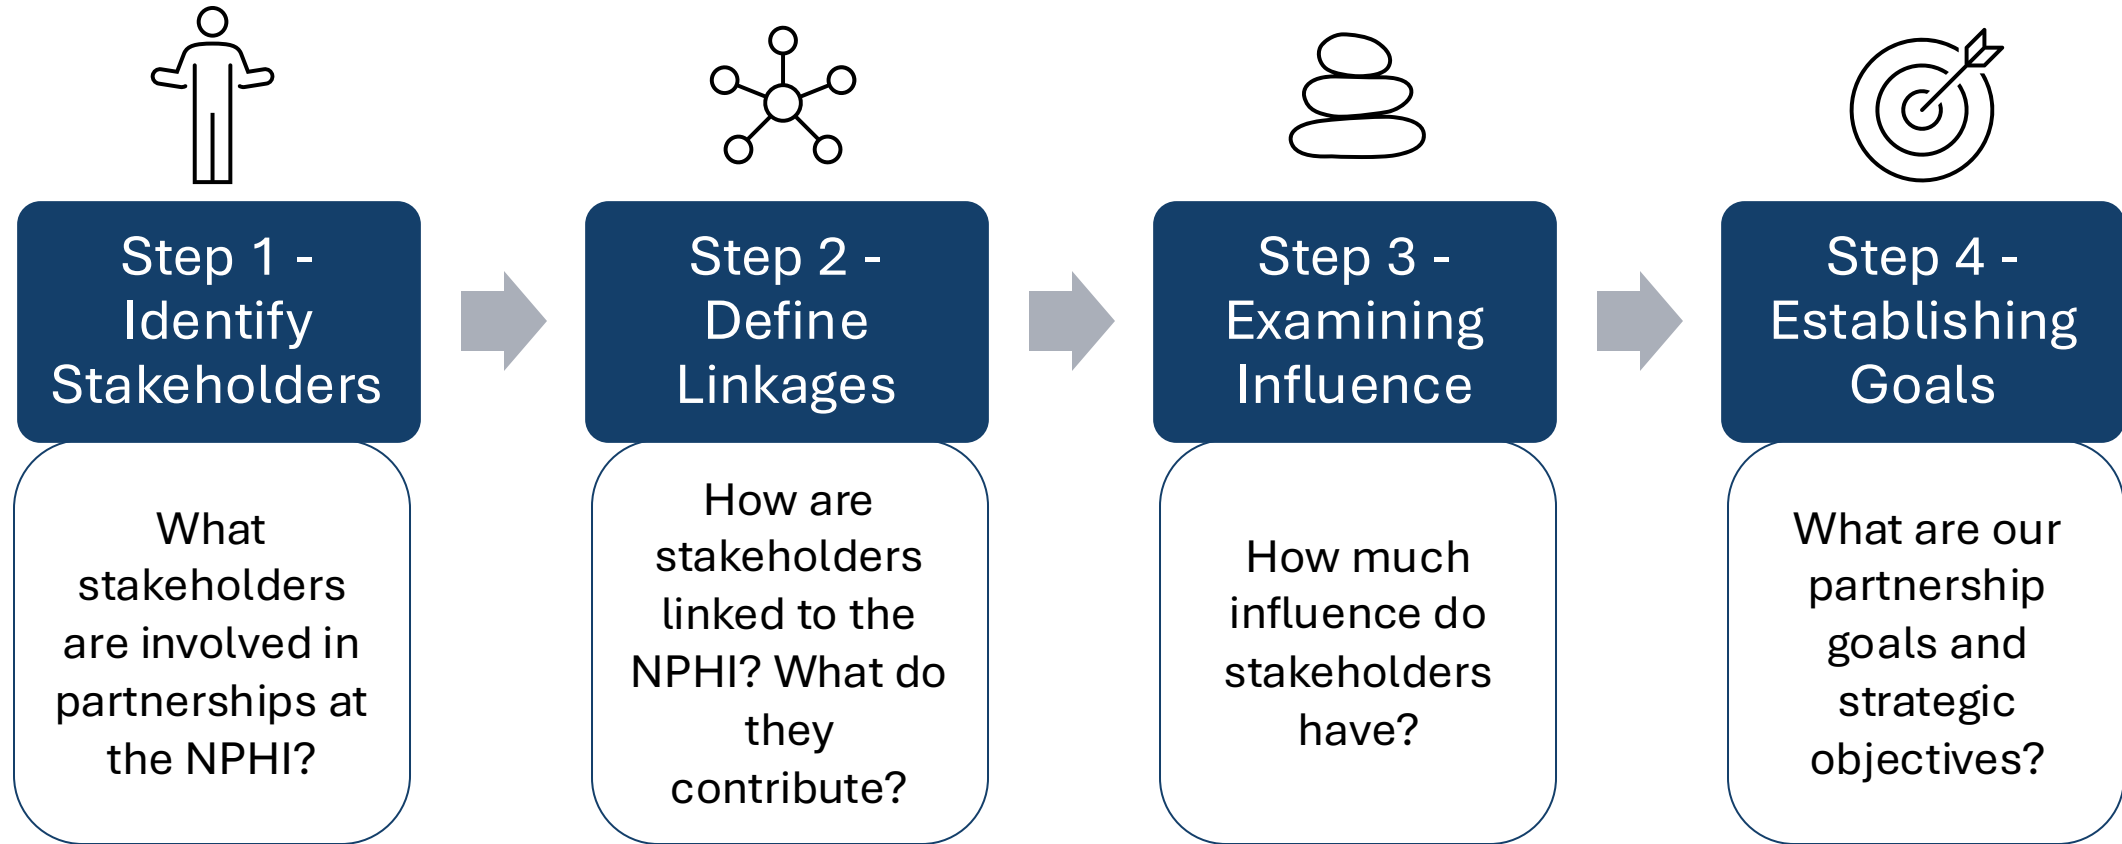 Step 1 -
Identify
Stakeholders
What
stakeholders
are involved in
partnerships at
the NPHI?
Step 2 -
Define
Linkages
How are
stakeholders
linked to the
NPHI? What do
they
contribute?
Step 3 -
Examining
Influence
How much
influence do
stakeholders
have?
Step 4 -
Establishing
Goals
What are our
partnership
goals and
strategic
objectives?